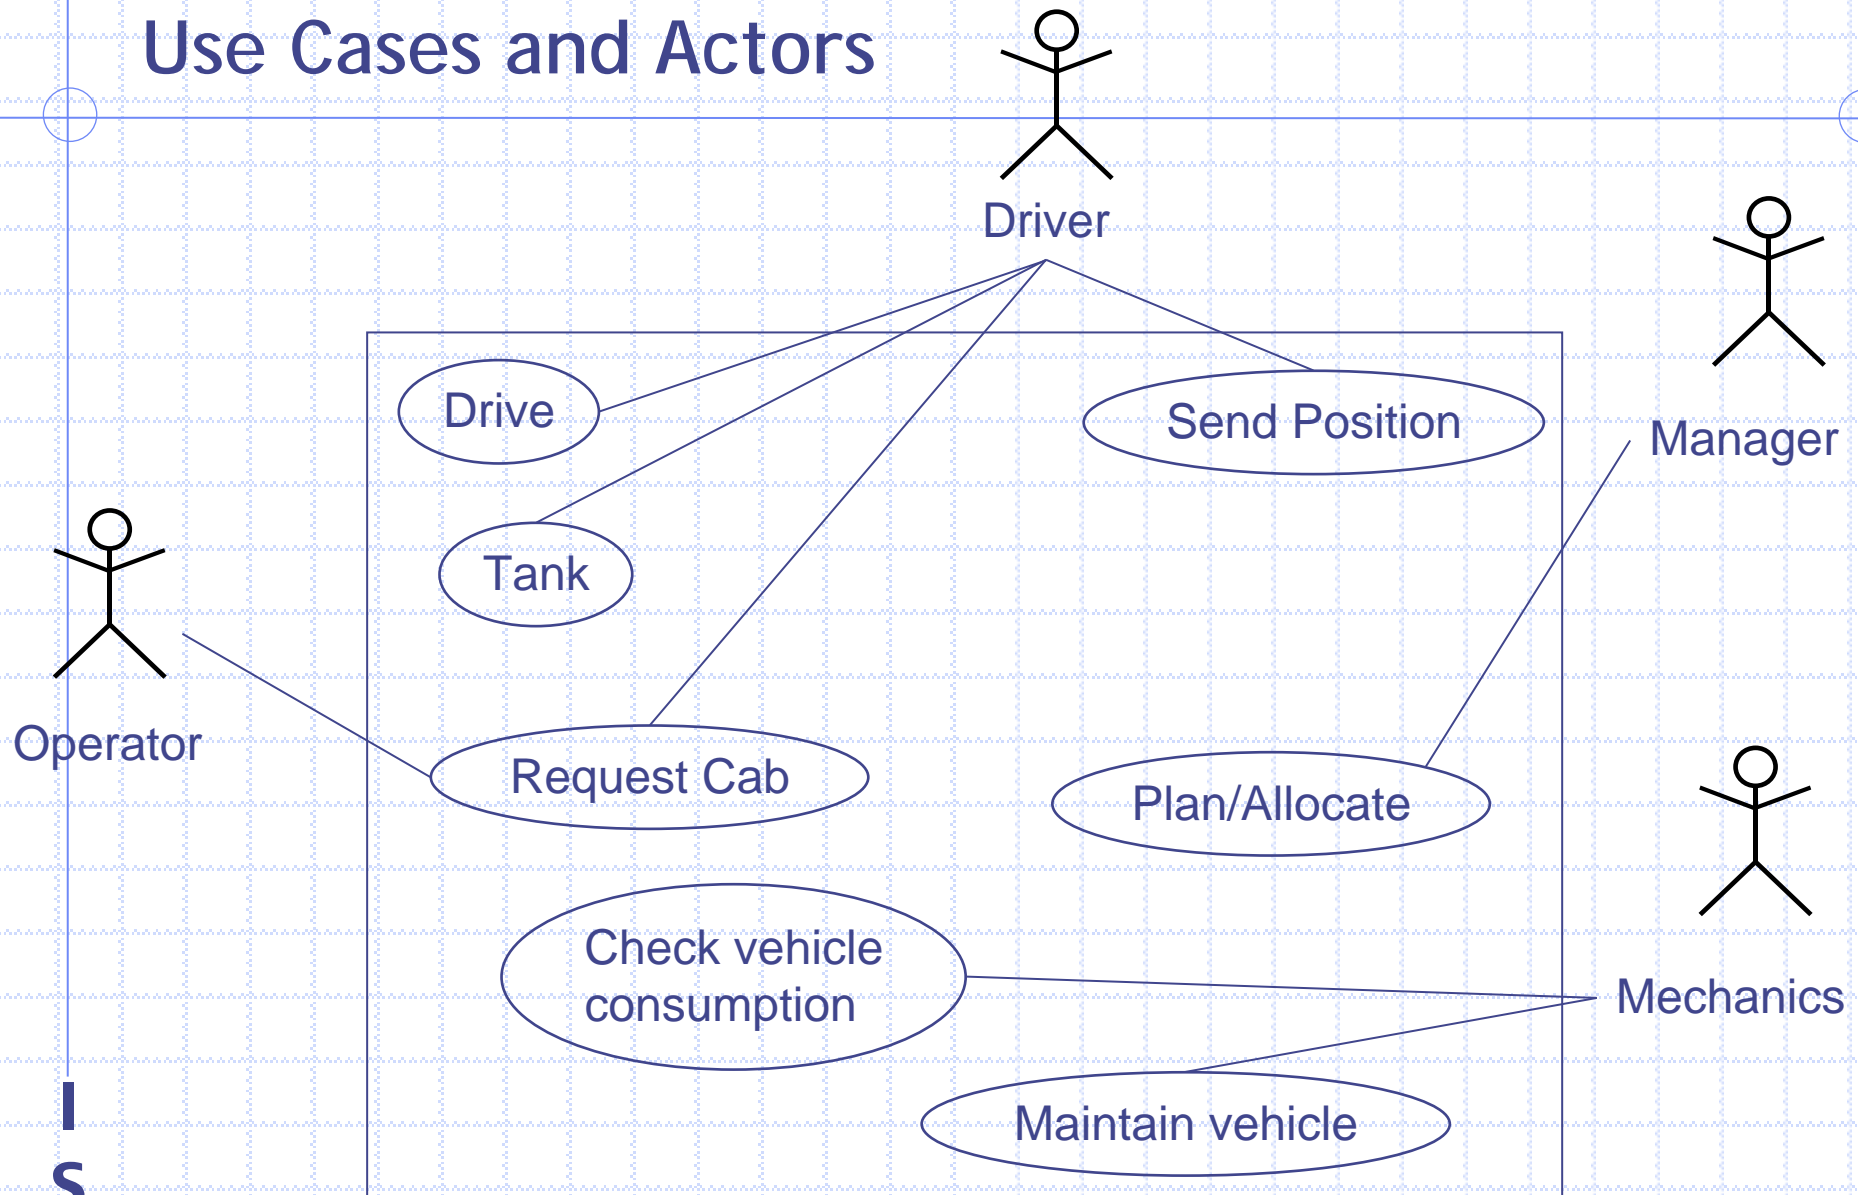 Use Cases and Actors
Driver
Drive
Send Position
Manager
Tank
Operator
Request Cab
Plan/Allocate
Check vehicle
consumption
Mechanics
Maintain vehicle
I
S